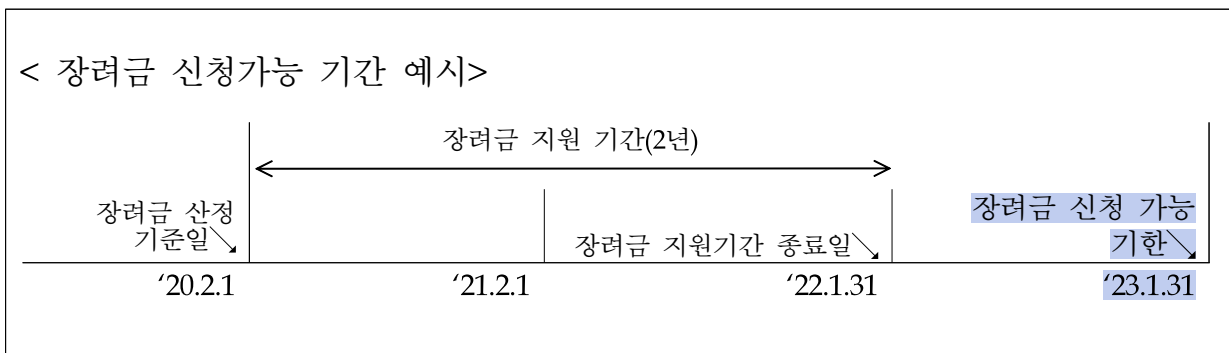 < 장려금 신청가능 기간 예시>
장려금 지원 기간(2년)
장려금 산정
기준일
장려금 지원기간 종료일
장려금 신청 가능
기한
‘20.2.1
‘21.2.1
‘22.1.31
‘23.1.31